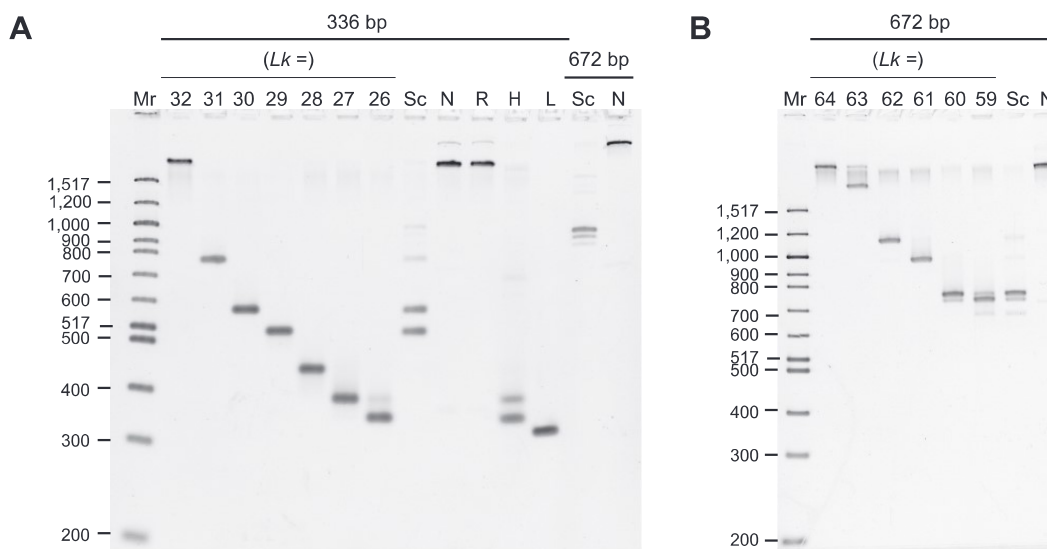 A
336 bp
(Lk =)
672 bp
Mr 32 31 30 29 28 27 26 Sc N R H L Sc N
1,517
1,200
1,000
900
800
700
600
517
500
400
300
200
B
672 bp
(Lk =)
Mr 64 63 62 61 60 59 Sc N
1,517
1,200
1,000
900
800
700
600
517
500
400
300
200